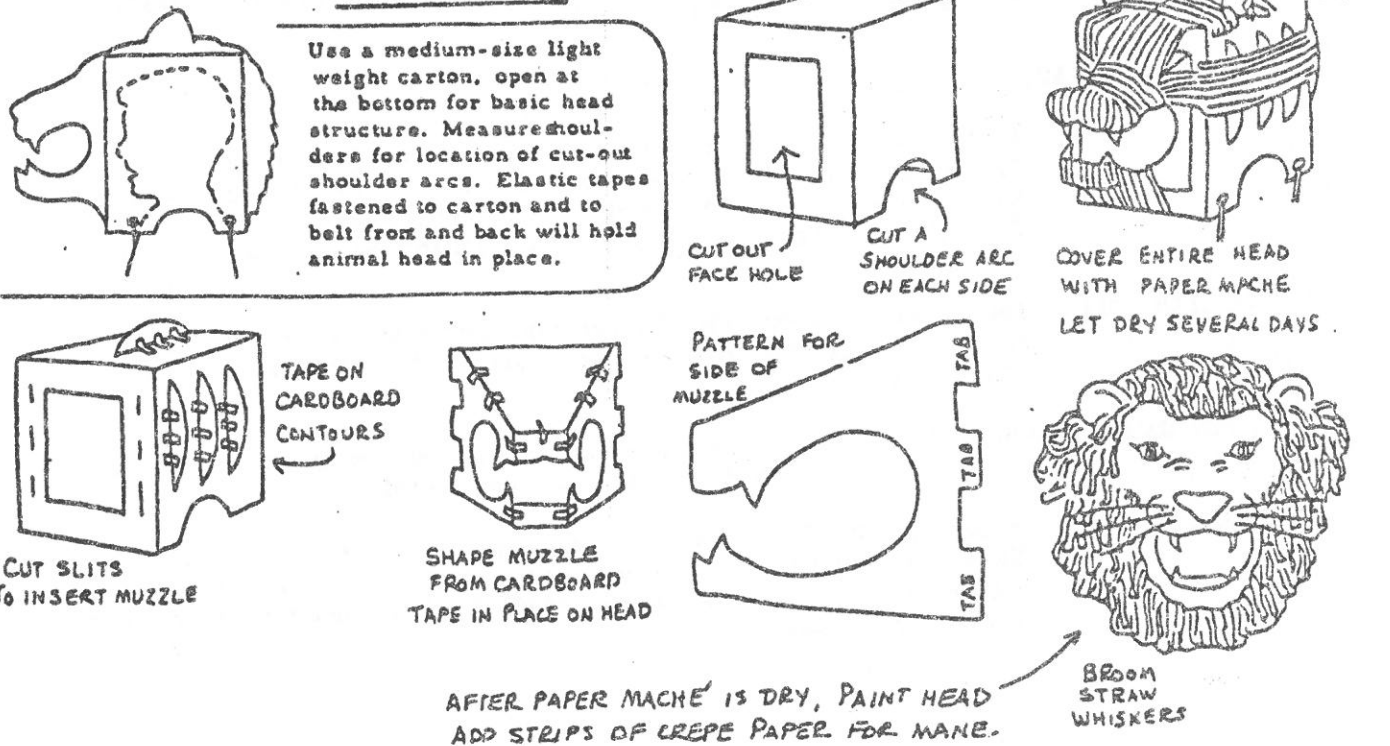 Use a medium-size light
weight carton, open at
the bottom for basic head
structure. Measureshoul-
ders for location of cut-out
shoulder arcs. Elastic tapes
fastened to carton and to
belt front and back will hold
animal head in place.
CUT OUT
FACE HOLE
CUT A
SHOULDER ARC
ON EACH SIDE
COVER ENTIRE HEAD
WITH PAPER MACHE
LET DRY SEVERAL DAYS.
TAPE ON
CARDBOARD
CONTOURS
CUT SLITS
TO INSERT MUZZLE
SHAPE MUZZLE
FROM CARDBOARD
TAPE IN PLACE ON HEAD
PATTERN FOR
SIDE OF
MUZZLE
TAB
TAB
TAB
BROOM
STRAW
WHISKERS
AFTER PAPER MACHÉ IS DRY, PAINT HEAD
ADD STRIPS OF CREPE PAPER FOR MANE.